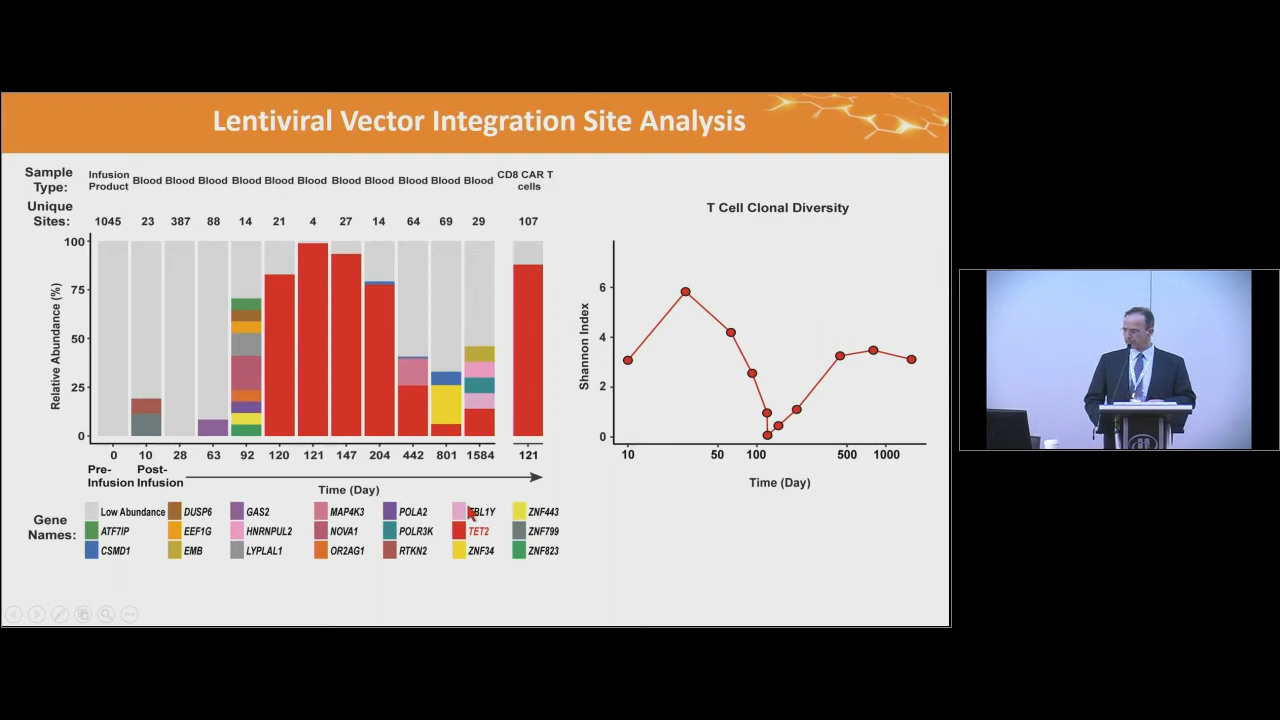 Lentiviral Vector Integration Site Analysis
Sample Type: Infusion Product Blood Blood Blood Blood Blood Blood Blood Blood Blood Blood Blood CD8 CAR T cells
Unique Sites: 1045 23 387 88 14 21 4 27 14 64 69 29 107
Relative Abundance (%)
100
75
50
25
0
0 10 28 63 92 120 121 147 204 442 801 1584 121
Pre-Infusion Post-Infusion
Time (Day)
Gene Names:
Low Abundance DUSP6 GAS2 MAP4K3 POLA2 TBL1Y ZNF443
ATF7IP EEF1G HNRNPUL2 NOVA1 POLR3K TET2 ZNF799
CSMD1 EMB LYPLAL1 OR2AG1 RTKN2 ZNF34 ZNF823
T Cell Clonal Diversity
Shannon Index
6
4
2
0
10 50 100 500 1000
Time (Day)